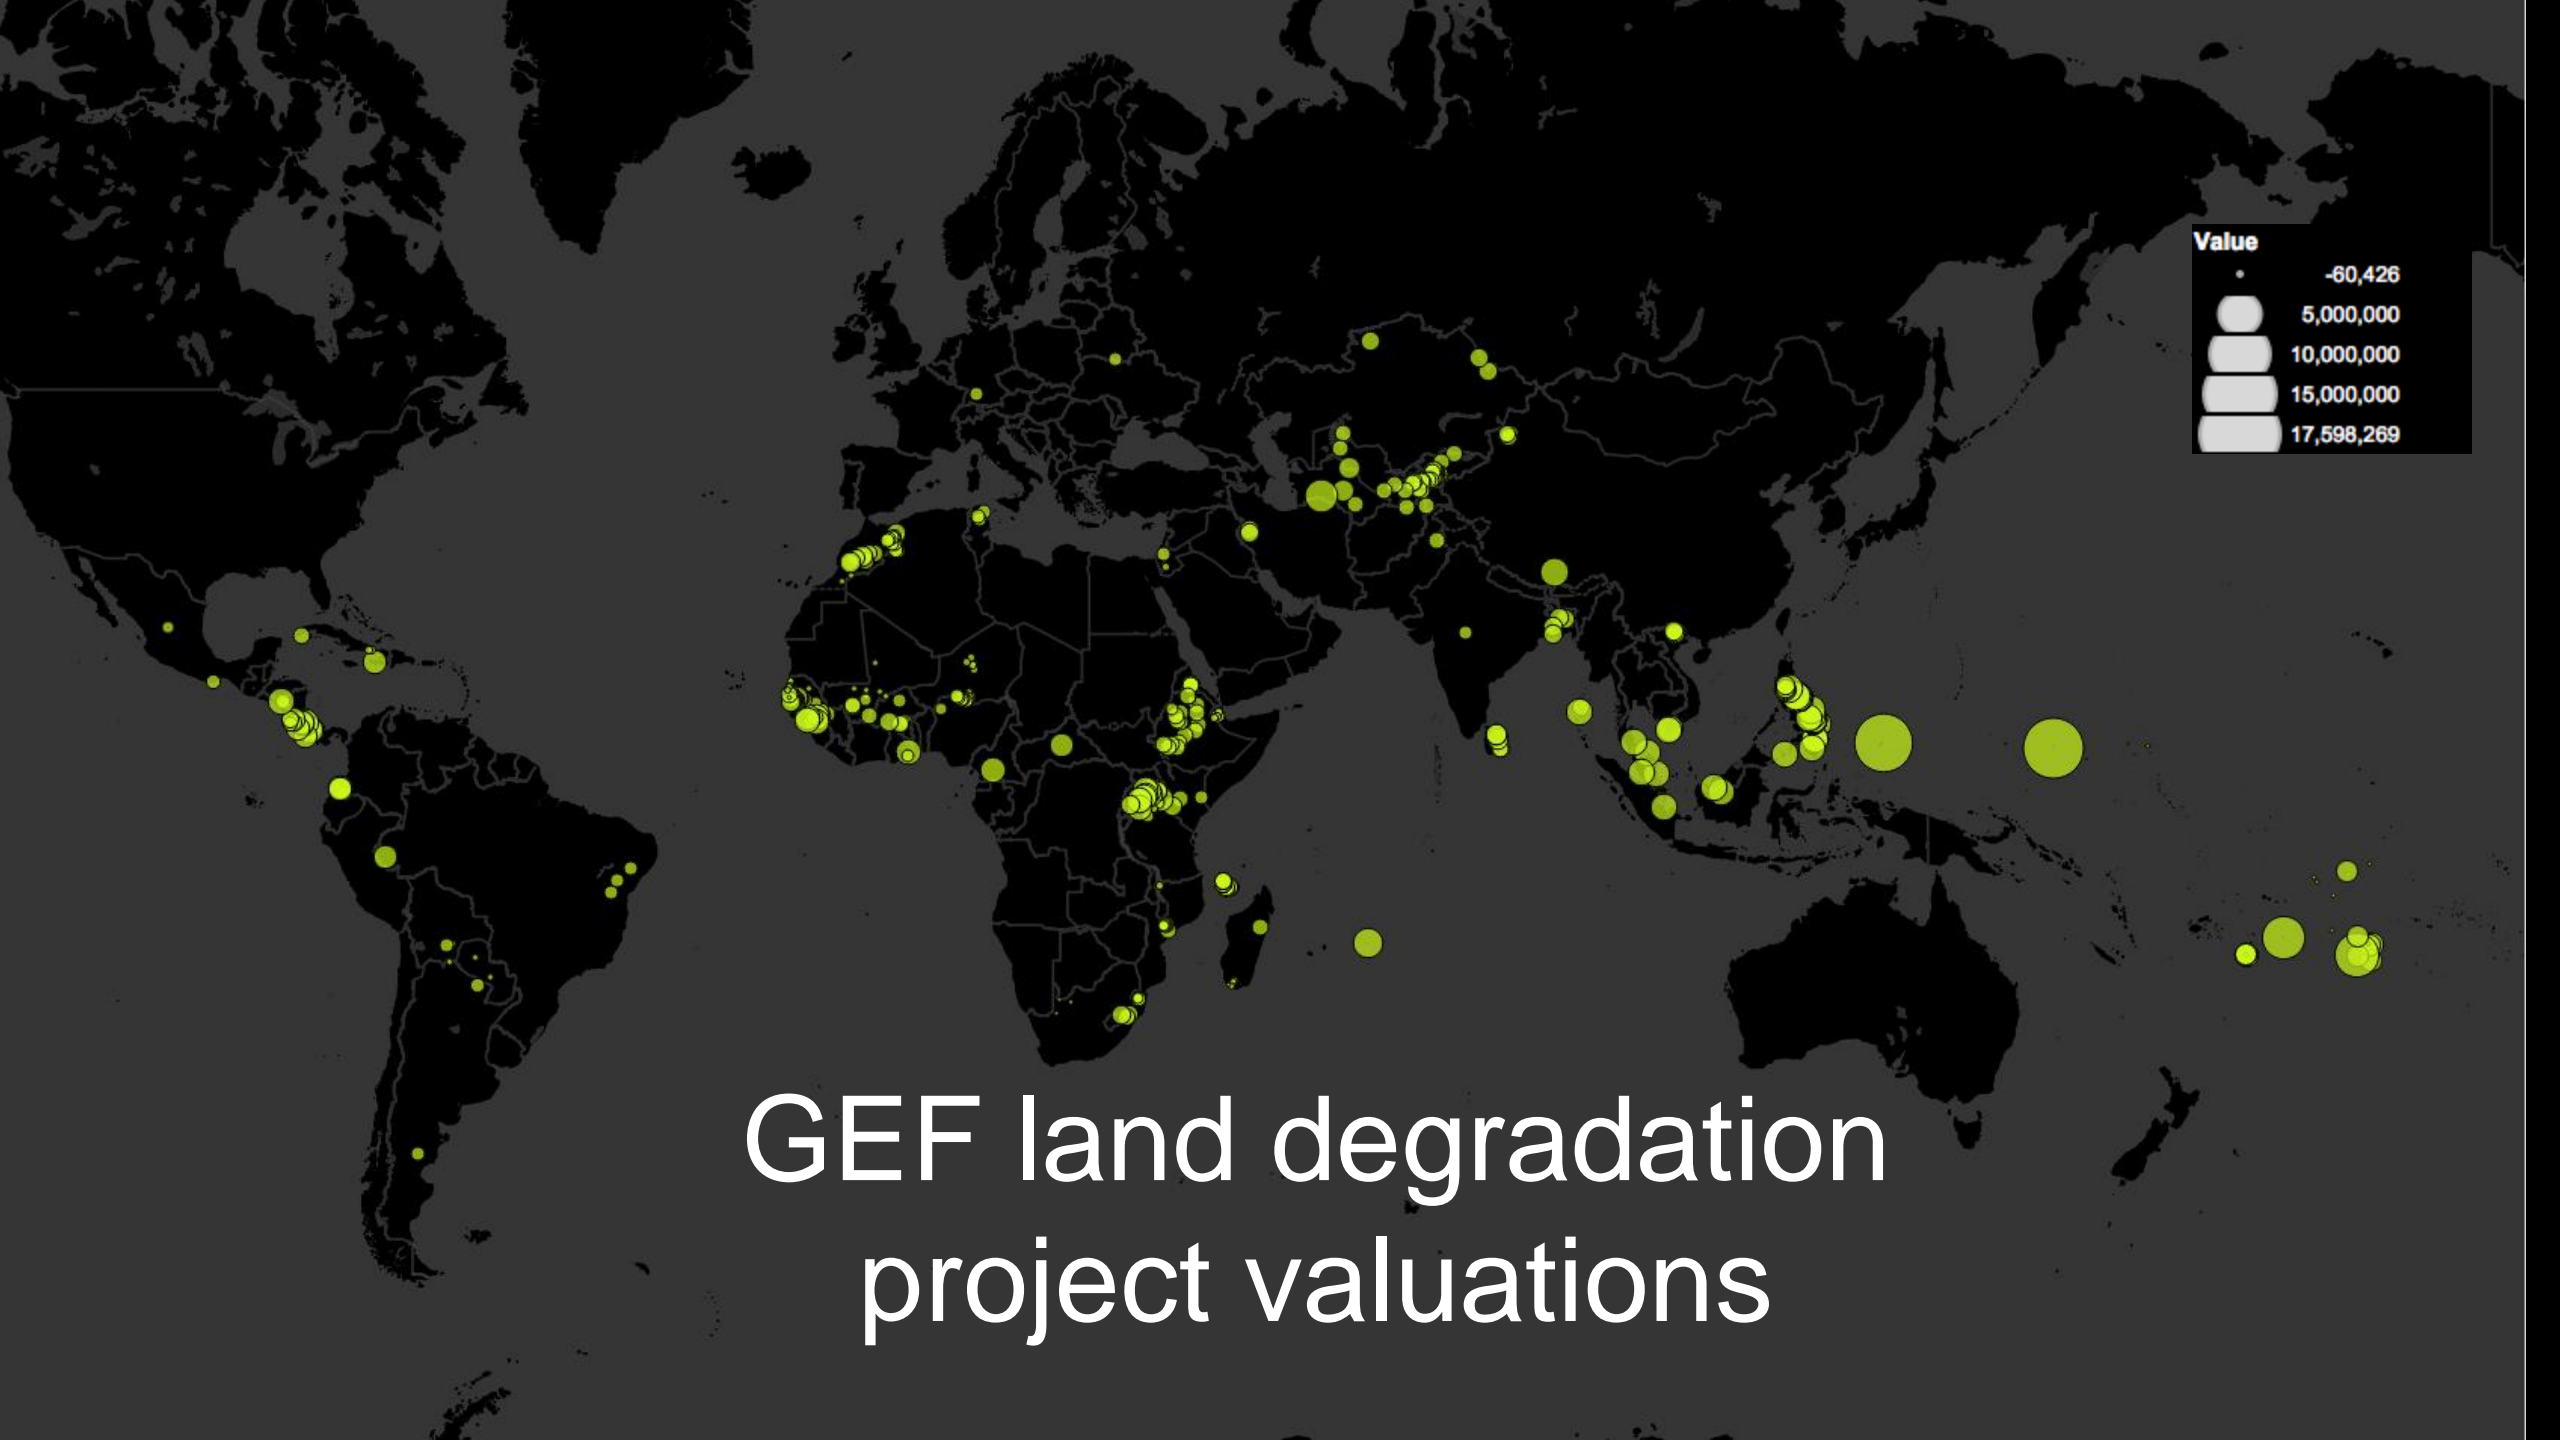 Value
-60,426
5,000,000
10,000,000
15,000,000
17,598,269
GEF land degradation
project valuations